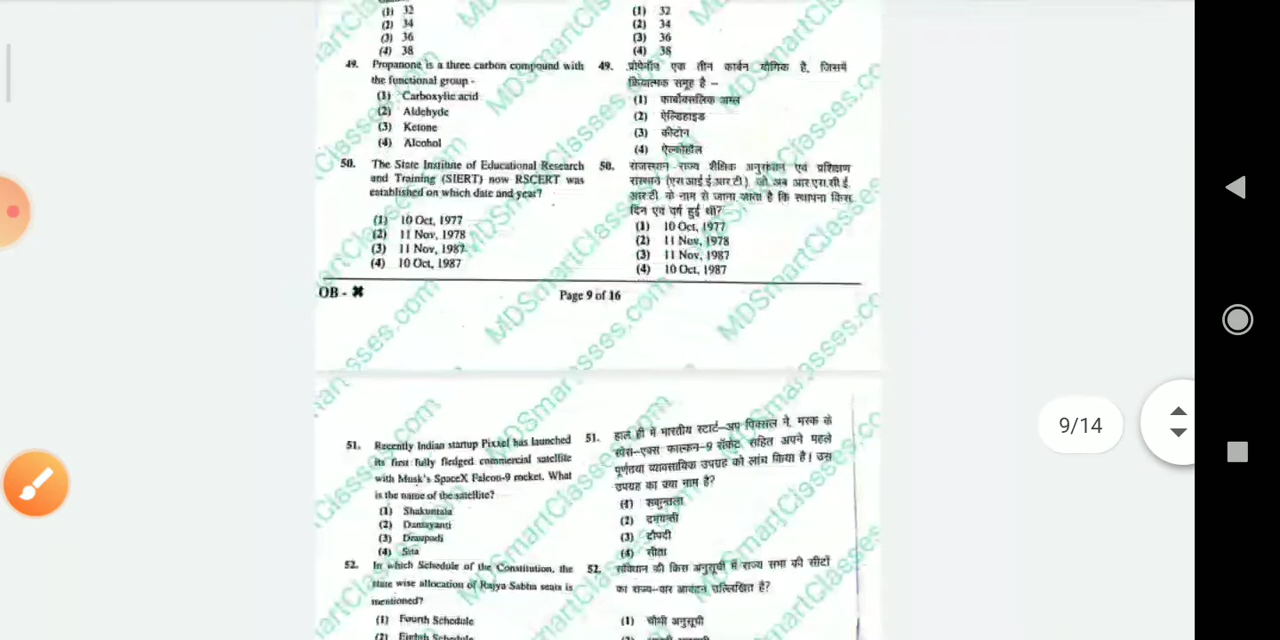 (1) 32
(2) 34
(3) 36
(4) 38
49. Propanone is a three carbon compound with
the functional group -
(1) Carboxylic acid
(2) Aldehyde
(3) Ketone
(4) Alcohol
50. The State Institute of Educational Research
and Training (SIERT) now RSCERT was
established on which date and year?
(1) 10 Oct, 1977
(2) 11 Nov, 1978
(3) 11 Nov, 1987
(4) 10 Oct, 1987
(1) 32
(2) 34
(3) 36
(4) 38
49. प्रोपेनोन एक तीन कार्बन यौगिक है, जिसमें
क्रियात्मक समूह है –
(1) कार्बोक्सलिक अम्ल
(2) ऐल्डिहाइड
(3) कीटोन
(4) ऐल्कोहॉल
50. राजस्थान राज्य शैक्षिक अनुसंधान एवं प्रशिक्षण
संस्थान (एस.आई.ई.आर.टी), जो अब आर.एस.सी.ई.
आर.टी. के नाम से जाना जाता है कि स्थापना किस
दिन एवं वर्ष हुई थी?
(1) 10 Oct, 1977
(2) 11 Nov, 1978
(3) 11 Nov, 1987
(4) 10 Oct, 1987
OB - ✖
Page 9 of 16
51. Recently Indian startup Pixxel has launched
its first fully fledged commercial satellite
with Musk's SpaceX Falcon-9 rocket. What
is the name of the satellite?
(1) Shakuntala
(2) Damayanti
(3) Draupadi
(4) Sita
52. In which Schedule of the Constitution, the
state wise allocation of Rajya Sabha seats is
mentioned?
(1) Fourth Schedule
(2) Eighth Schedule
51. हाल ही में भारतीय स्टार्ट–अप पिक्सल ने, मस्क के
स्पेस–एक्स फाल्कन–9 रॉकेट सहित अपने पहले
पूर्णतया व्यावसायिक उपग्रह को लांच किया है। उस
उपग्रह का क्या नाम है?
(1) शकुन्तला
(2) दमयन्ती
(3) द्रौपदी
(4) सीता
52. संविधान की किस अनुसूची में राज्य सभा की सीटों
का राज्य–वार आवंटन उल्लिखित है?
(1) चौथी अनुसूची
9/14
MDSmartClasses.com